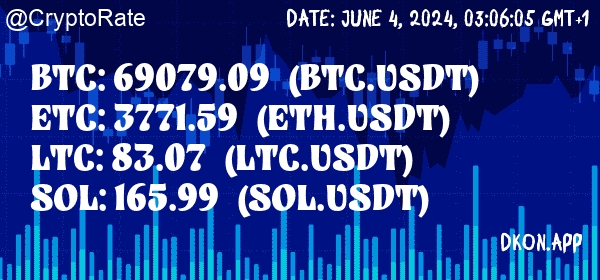 @CryptoRate
DATE: JUNE 4, 2024, 03:06:05 GMT+1
BTC: 69079.09 (BTC.USDT)
ETC: 3771.59 (ETH.USDT)
LTC: 83.07 (LTC.USDT)
SOL: 165.99 (SOL.USDT)
DKON.APP